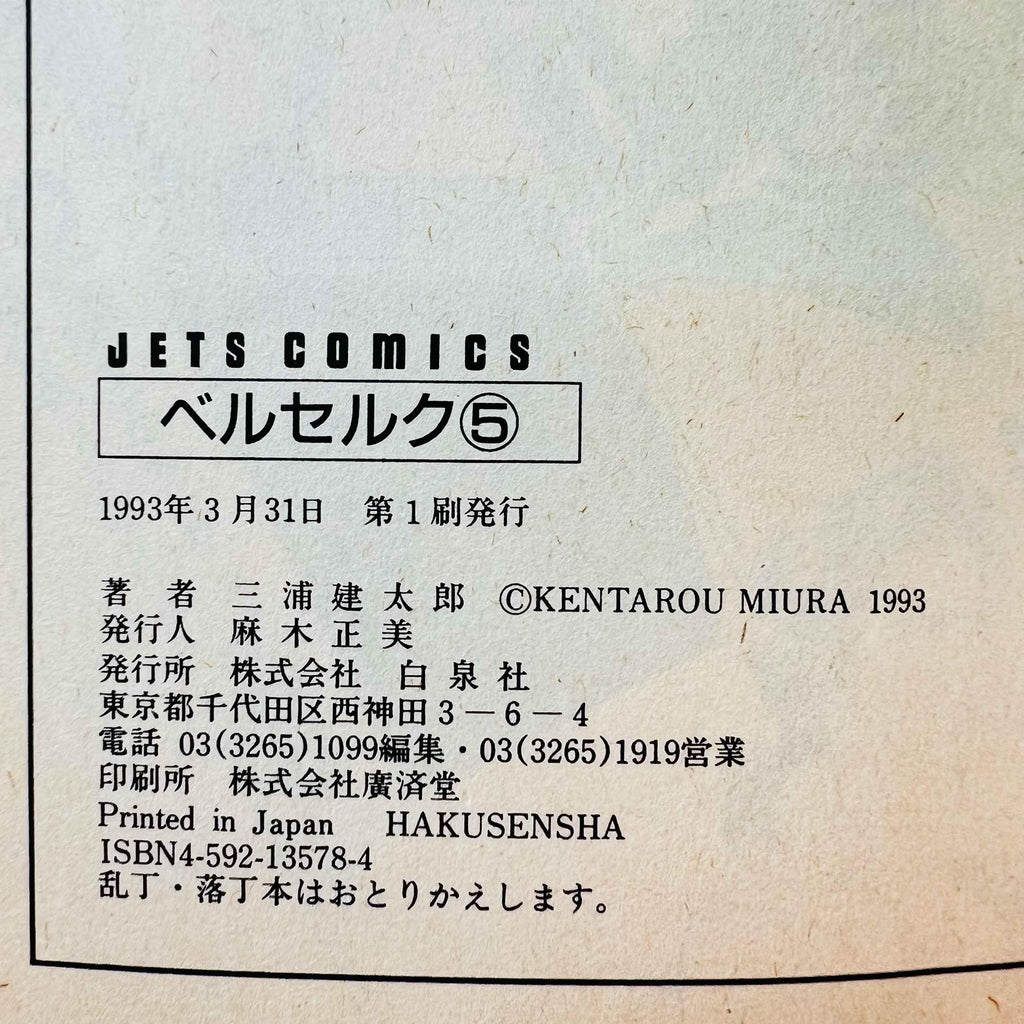 JETS COMICS
ベルセルク⑤
1993年3月31日 第1刷発行
著者 三浦建太郎 ©KENTAROU MIURA 1993
発行人 麻木正美
発行所 株式会社 白泉社
東京都千代田区西神田3－6－4
電話 03(3265)1099編集・03(3265)1919営業
印刷所 株式会社廣済堂
Printed in Japan HAKUSENSHA
ISBN4-592-13578-4
乱丁・落丁本はおとりかえします。